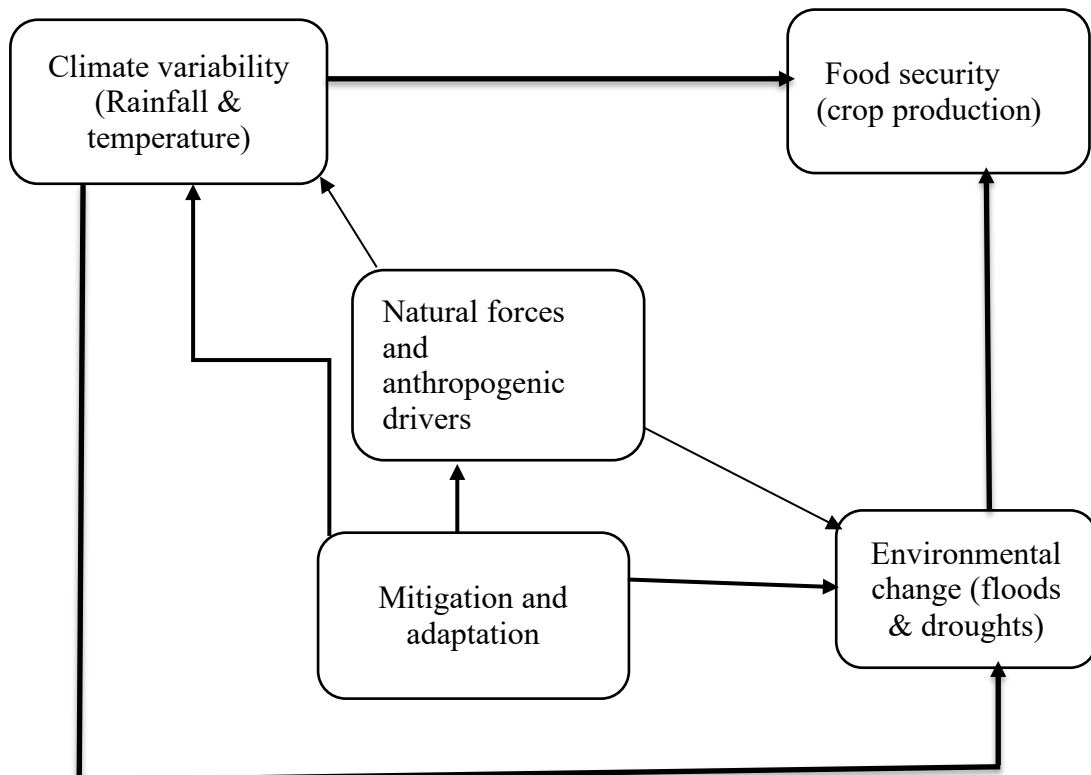 Climate variability
(Rainfall &
temperature)
Food security
(crop production)
Natural forces
and
anthropogenic
drivers
Mitigation and
adaptation
Environmental
change (floods
& droughts)